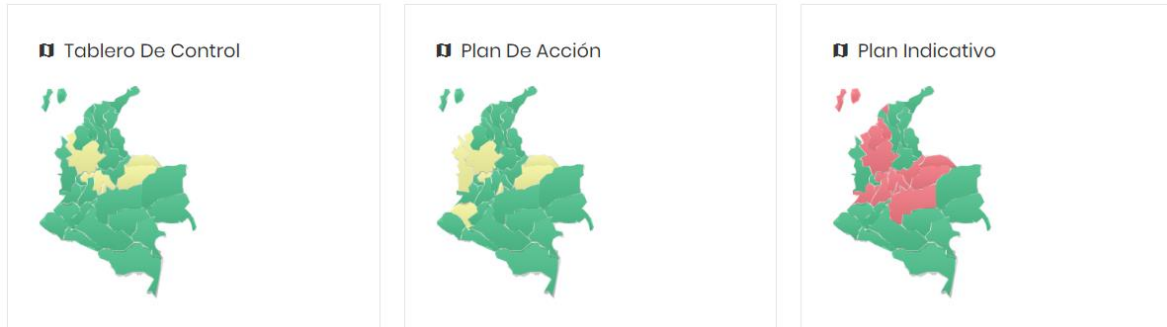 Tablero De Control
Plan De Acción
Plan Indicativo